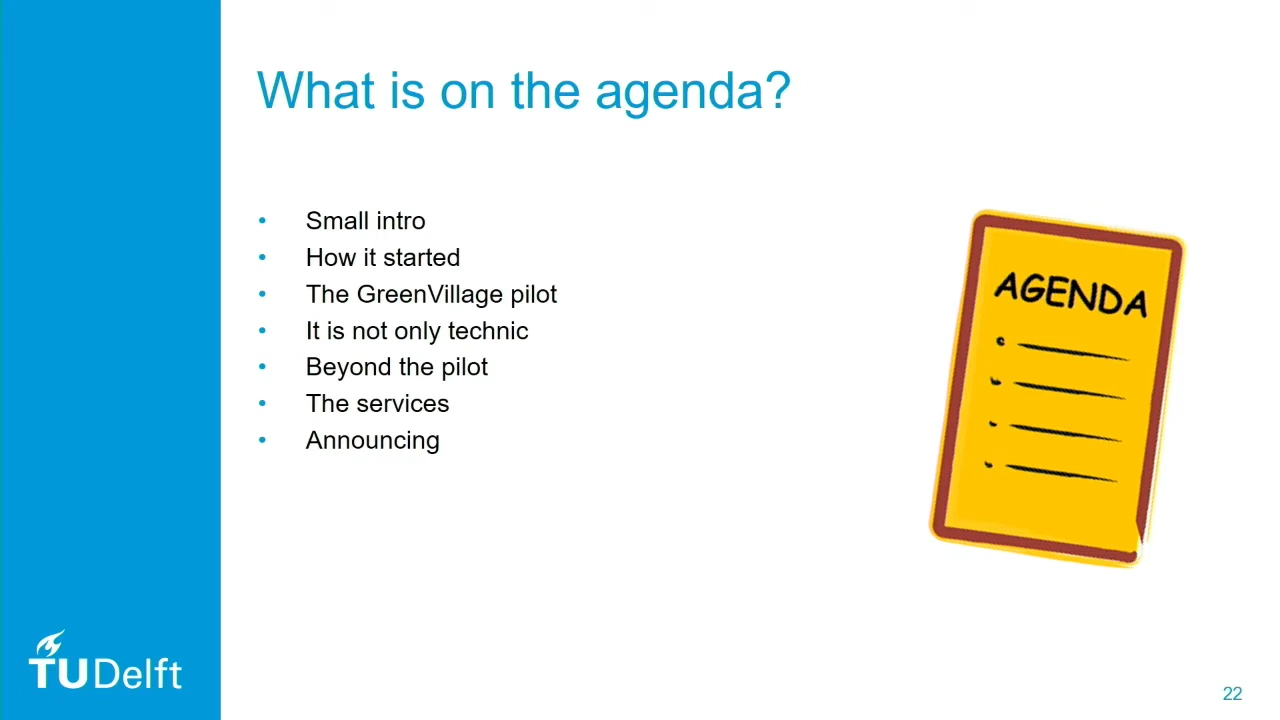 What is on the agenda?
• Small intro
• How it started
• The GreenVillage pilot
• It is not only technic
• Beyond the pilot
• The services
• Announcing
AGENDA
TUDelft
22